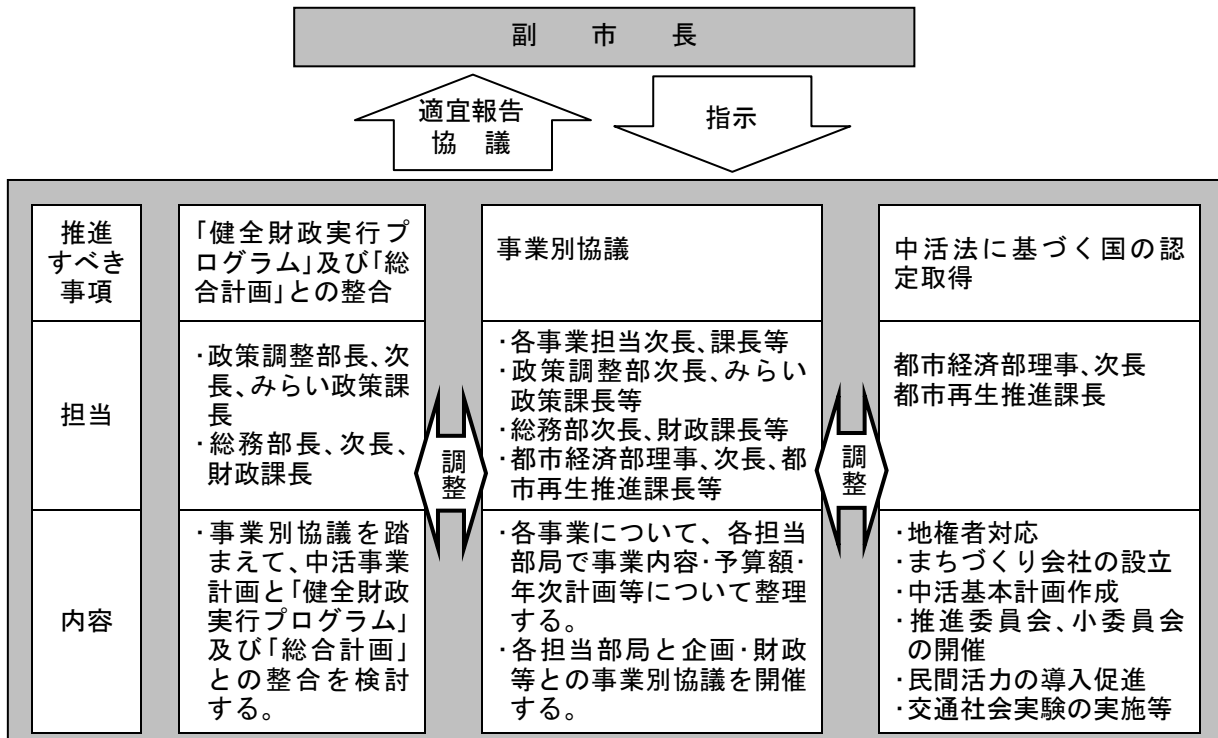 副 市 長
適宜報告
協 議
指示
推進
すべき
事項
「健全財政実行プ
ログラム」及び「総
合計画」との整合
事業別協議
中活法に基づく国の認
定取得
担当
・政策調整部長、次
長、みらい政策課
長
・総務部長、次長、
財政課長
調
整
・各事業担当次長、課長等
・政策調整部次長、みらい
政策課長等
・総務部次長、財政課長等
・都市経済部理事、次長、都
市再生推進課長等
調
整
都市経済部理事、次長
都市再生推進課長
内容
・事業別協議を踏
まえて、中活事業
計画と「健全財政
実行プログラム」
及び「総合計画」
との整合を検討
する。
・各事業について、各担当
部局で事業内容・予算額・
年次計画等について整理
する。
・各担当部局と企画・財政
等との事業別協議を開催
する。
・地権者対応
・まちづくり会社の設立
・中活基本計画作成
・推進委員会、小委員会
の開催
・民間活力の導入促進
・交通社会実験の実施等